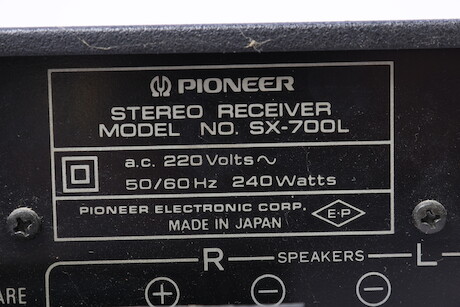 PIONEER
STEREO RECEIVER
MODEL NO. SX-700L
a.c. 220 Volts ~
50/60 Hz 240 Watts
PIONEER ELECTRONIC CORP.
MADE IN JAPAN
E-P
R SPEAKERS L
ARE + − −